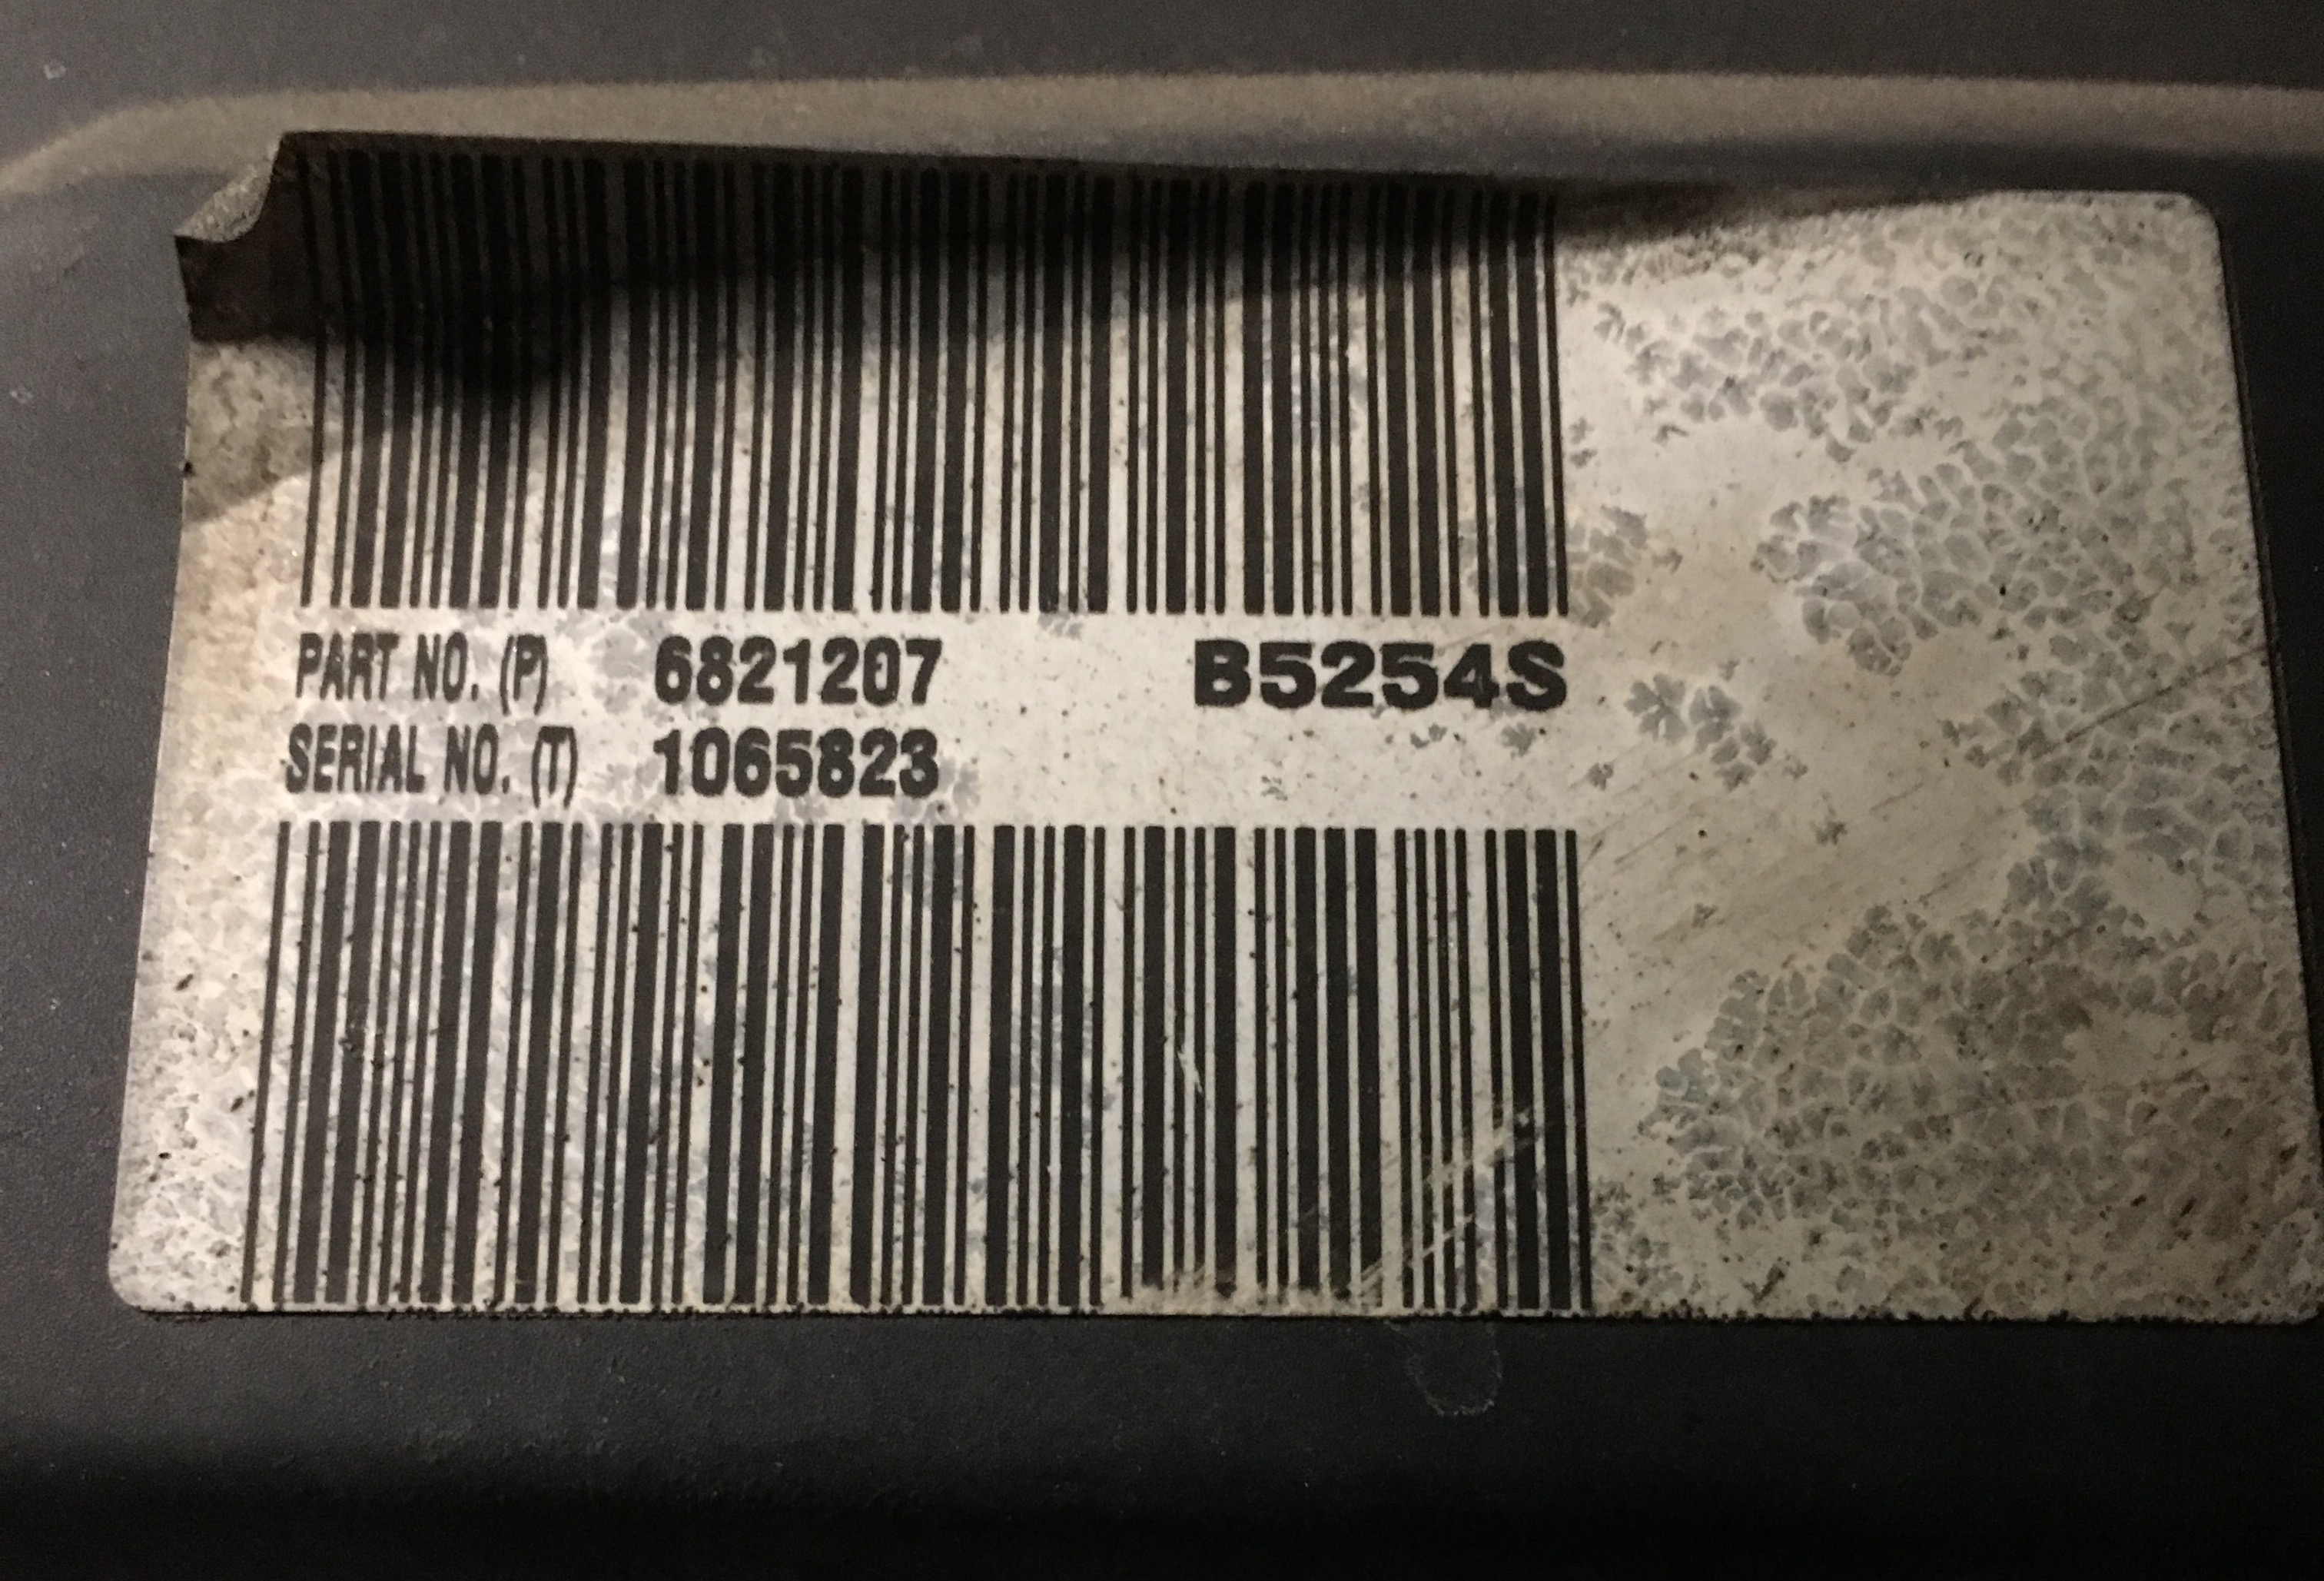 PART NO. (P) 6821207 B5254S
SERIAL NO. (T) 1065823